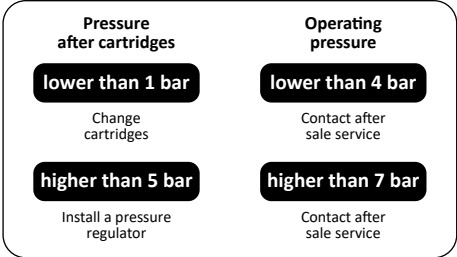 Pressure
after cartridges
lower than 1 bar
Change
cartridges
higher than 5 bar
Install a pressure
regulator
Operating
pressure
lower than 4 bar
Contact after
sale service
higher than 7 bar
Contact after
sale service